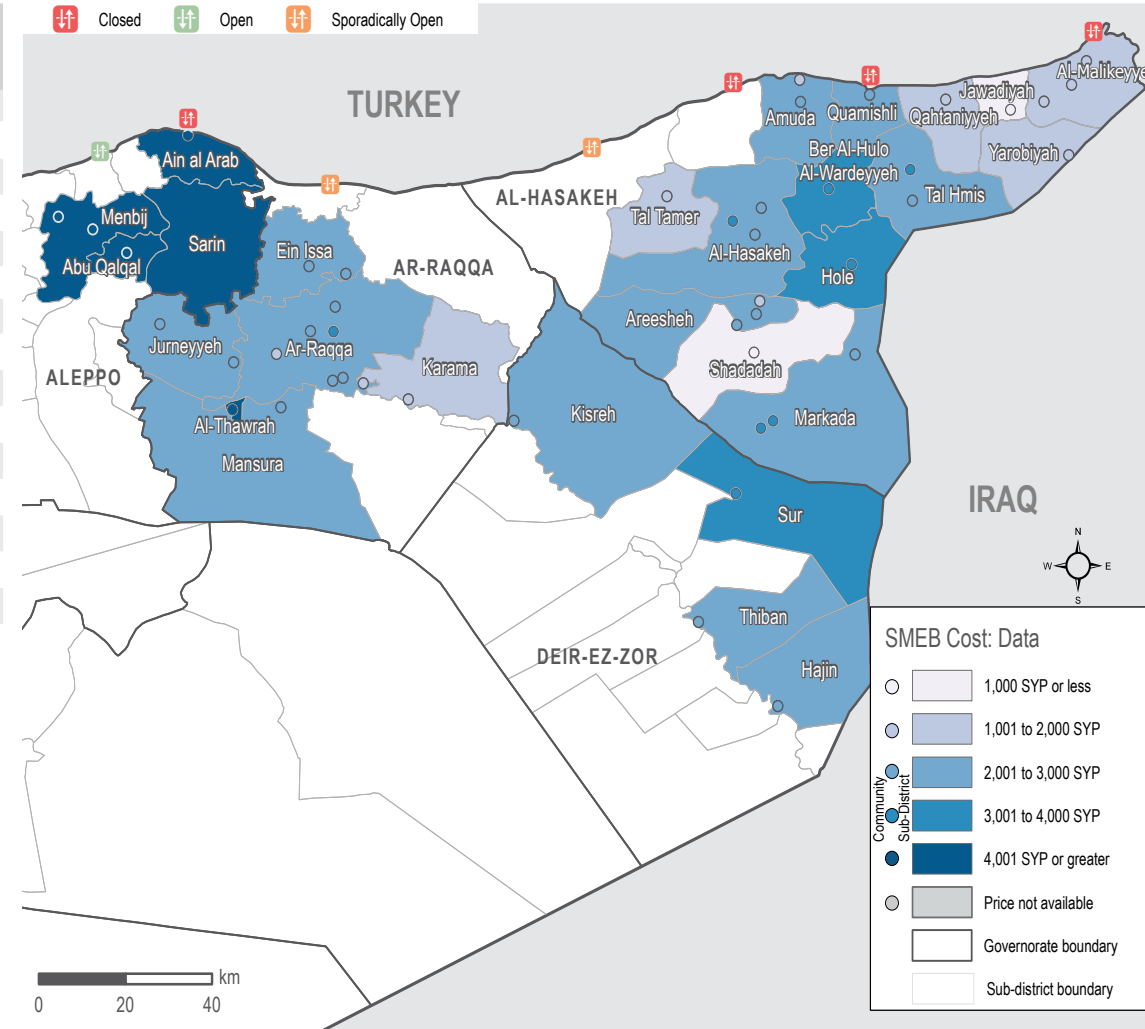 Closed
Open
Sporadically Open
TURKEY
Al-Malikeyye
Jawadiyah
Amuda
Quamishli
Qahtaniyyeh
Ain al Arab
Ber Al-Hulo
Al-Wardeyyeh
Yarobiyah
AL-HASAKEH
Tal Tamer
Tal Hmis
Menbij
Sarin
Ein Issa
Al-Hasakeh
Abu Qalqal
AR-RAQQA
Hole
Areesheh
Jurneyyeh
Ar-Raqqa
Karama
Shadadah
ALEPPO
Kisreh
Markada
Al-Thawrah
Mansura
IRAQ
Sur
N
W
E
S
Thiban
DEIR-EZ-ZOR
Hajin
SMEB Cost: Data
1,000 SYP or less
1,001 to 2,000 SYP
2,001 to 3,000 SYP
3,001 to 4,000 SYP
4,001 SYP or greater
Price not available
Governorate boundary
Sub-district boundary
Community
Sub-District
km
0
20
40